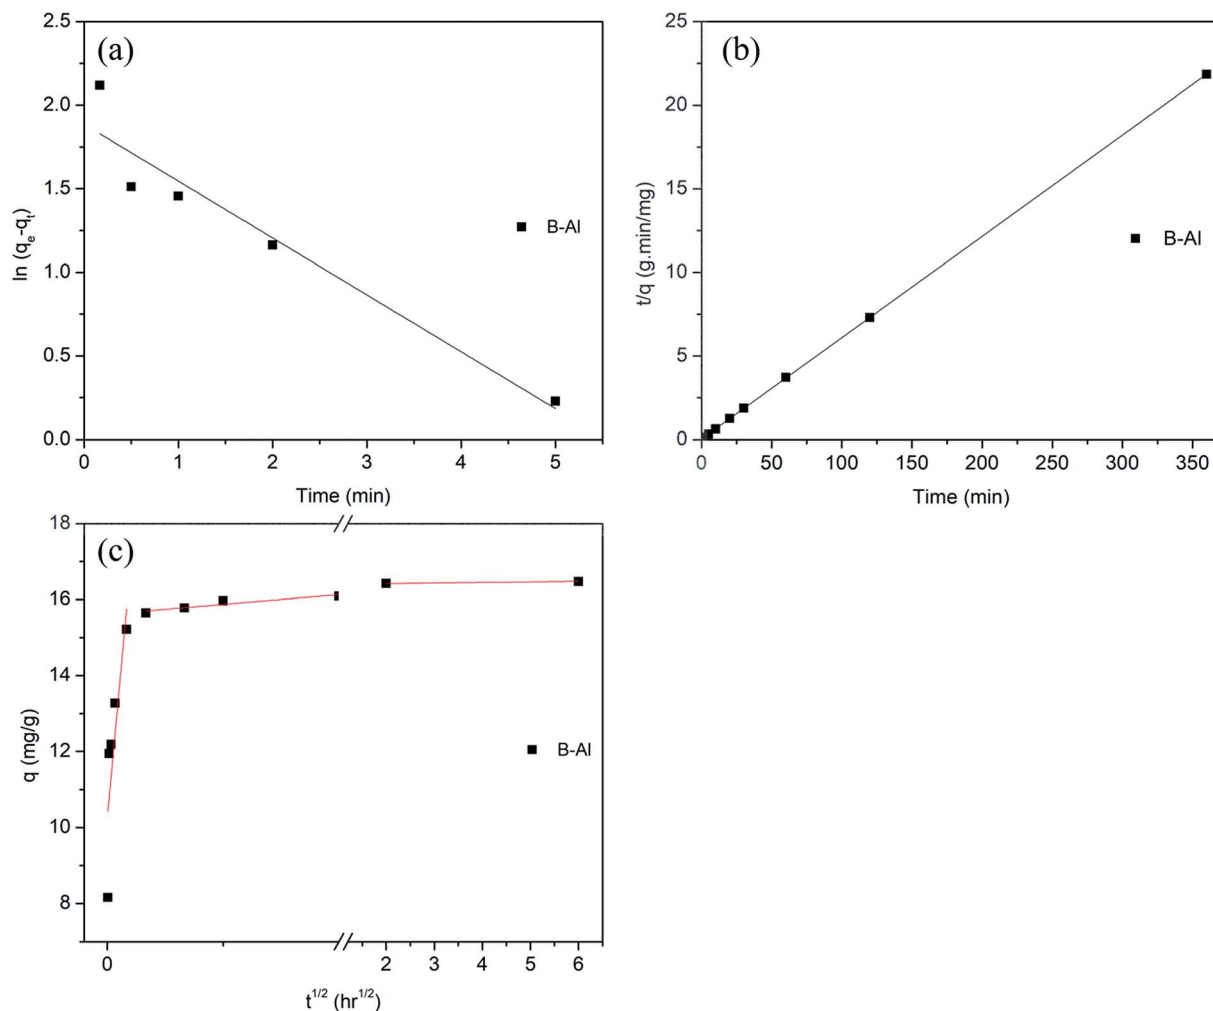 (a)
2.5
2.0
1.5
1.0
0.5
0.0
ln (qe-qt)
B-Al
0 1 2 3 4 5
Time (min)
(b)
25
20
15
10
5
0
t/q (g.min/mg)
B-Al
0 50 100 150 200 250 300 350
Time (min)
(c)
18
16
14
12
10
8
q (mg/g)
B-Al
0 2 3 4 5 6
t1/2 (hr1/2)